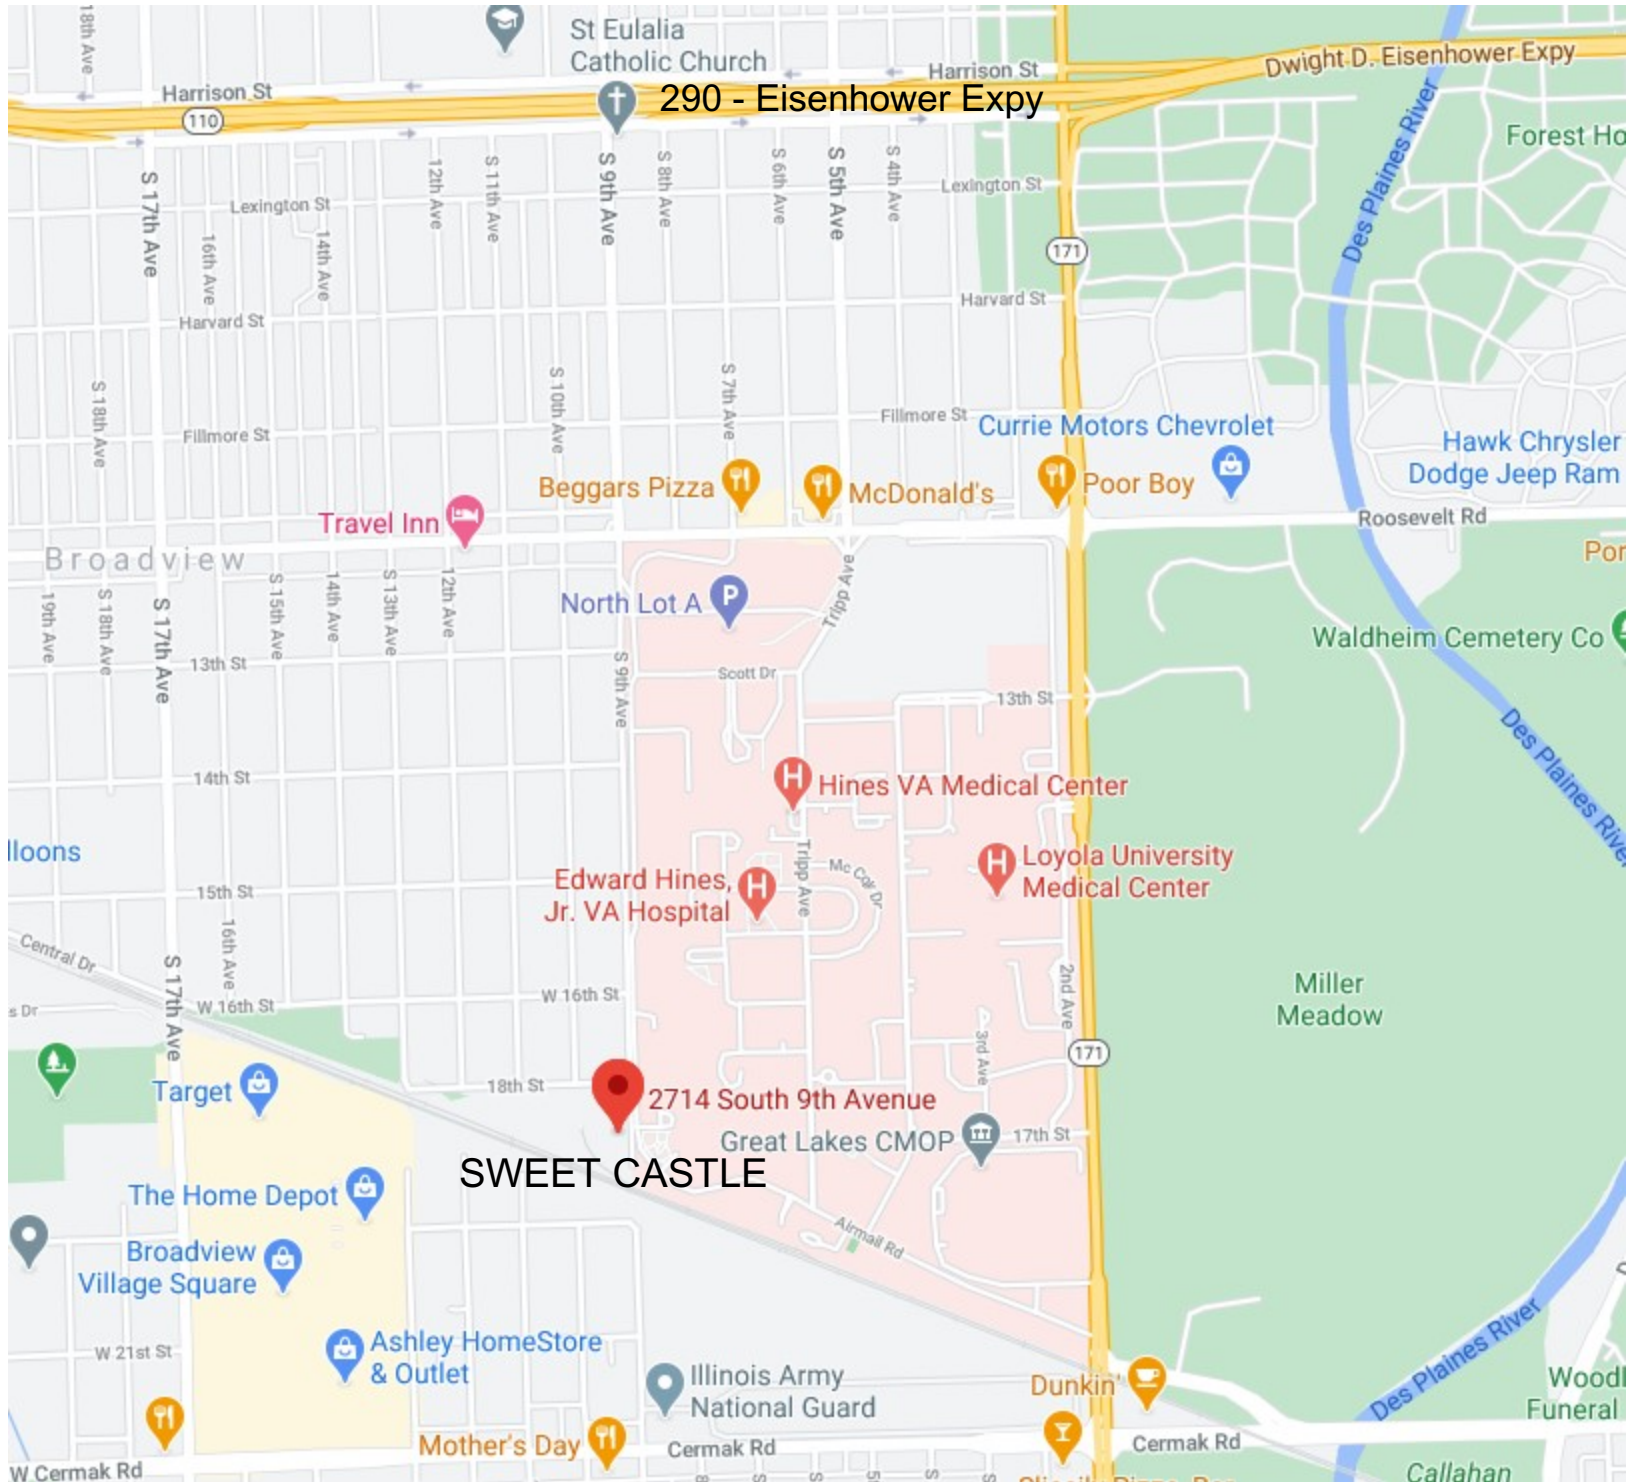 18th Ave
St Eulalia
Catholic Church
Harrison St
Dwight D. Eisenhower Expy
Harrison St
290 - Eisenhower Expy
110
Forest Ho
Des Plaines River
S 17th Ave
12th Ave
S 11th Ave
S 9th Ave
S 8th Ave
S 6th Ave
S 5th Ave
S 4th Ave
Lexington St
Lexington St
16th Ave
14th Ave
171
Harvard St
Harvard St
S 18th Ave
S 10th Ave
S 7th Ave
Fillmore St
Fillmore St
Currie Motors Chevrolet
Hawk Chrysler
Dodge Jeep Ram
Beggars Pizza
McDonald's
Poor Boy
Travel Inn
Roosevelt Rd
Broadview
Por
19th Ave
S 18th Ave
S 17th Ave
S 15th Ave
14th Ave
S 13th Ave
12th Ave
North Lot A
P
Tripp Ave
Waldheim Cemetery Co
13th St
S 9th Ave
Scott Dr
13th St
Des Plaines River
14th St
H
Hines VA Medical Center
lloons
Tripp Ave
Mc Cok Dr
H
Loyola University
Medical Center
15th St
Edward Hines,
Jr. VA Hospital
H
16th Ave
Central Dr
S 17th Ave
W 16th St
W 16th St
2nd Ave
Miller
Meadow
s Dr
3rd Ave
171
Target
18th St
2714 South 9th Avenue
Great Lakes CMOP
17th St
SWEET CASTLE
The Home Depot
Airmail Rd
Broadview
Village Square
Des Plaines River
W 21st St
Ashley HomeStore
& Outlet
Illinois Army
National Guard
Dunkin'
Woodl
Funeral
Mother's Day
Cermak Rd
Cermak Rd
W Cermak Rd
Callahan